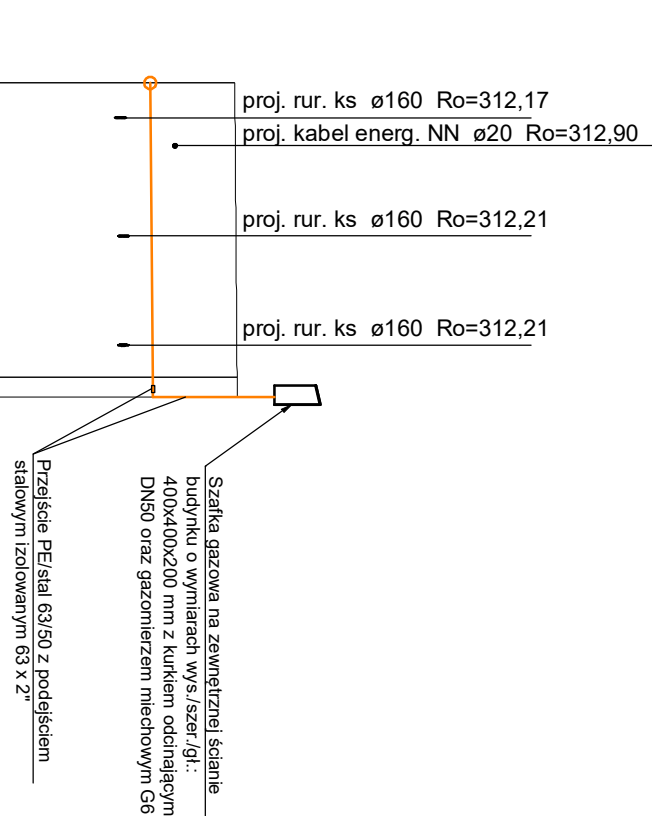 proj. rur. ks ø160 Ro=312,17
proj. kabel energ. NN ø20 Ro=312,90
proj. rur. ks ø160 Ro=312,21
proj. rur. ks ø160 Ro=312,21
Przejście PE/stal 63/50 z podejściem
stalowym izolowanym 63 x 2"
Szafka gazowa na zewnętrznej ścianie
budynku o wymiarach wys./szer./gł.:
400x400x200 mm z kurkiem odcinającym
DN50 oraz gazomierzem miechowym G6